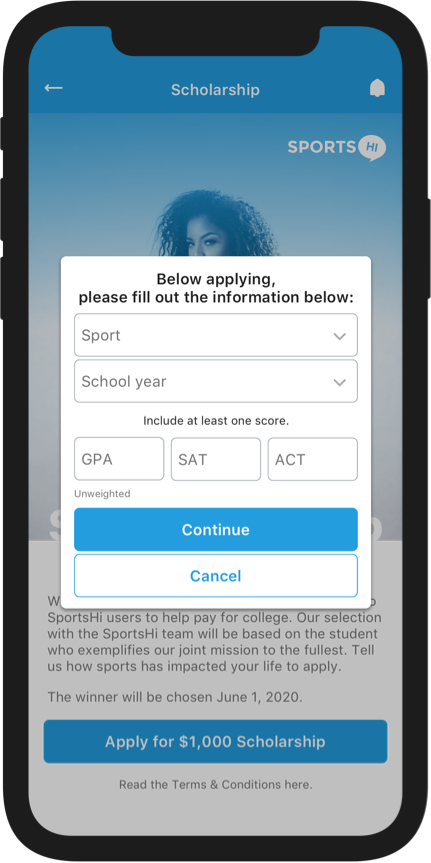 Scholarship
SPORTS HI
Below applying,
please fill out the information below:
Sport
School year
Include at least one score.
GPA
SAT
ACT
Unweighted
Continue
Cancel
SportsHi users to help pay for college. Our selection
with the SportsHi team will be based on the student
who exemplifies our joint mission to the fullest. Tell
us how sports has impacted your life to apply.
The winner will be chosen June 1, 2020.
Apply for $1,000 Scholarship
Read the Terms & Conditions here.